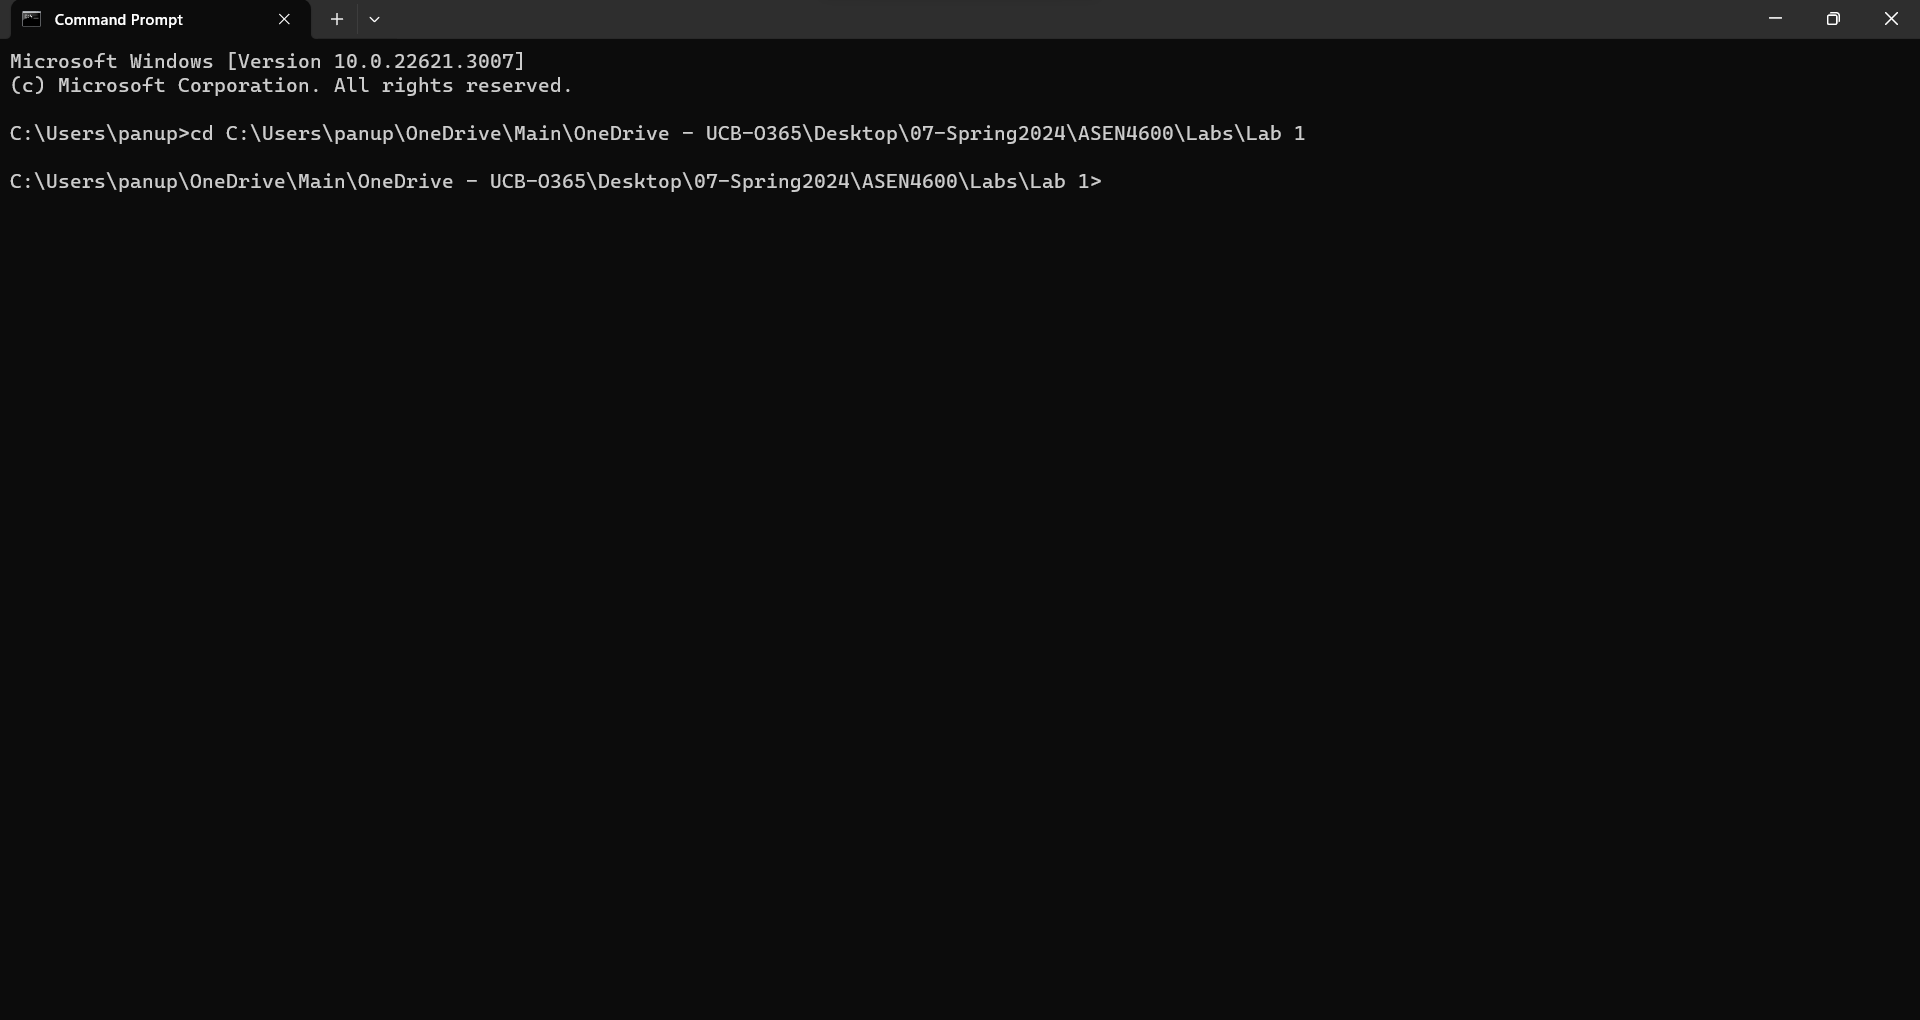 Command Prompt
Microsoft Windows [Version 10.0.22621.3007]
(c) Microsoft Corporation. All rights reserved.
C:\Users\panup>cd C:\Users\panup\OneDrive\Main\OneDrive - UCB-O365\Desktop\07-Spring2024\ASEN4600\Labs\Lab 1
C:\Users\panup\OneDrive\Main\OneDrive - UCB-O365\Desktop\07-Spring2024\ASEN4600\Labs\Lab 1>